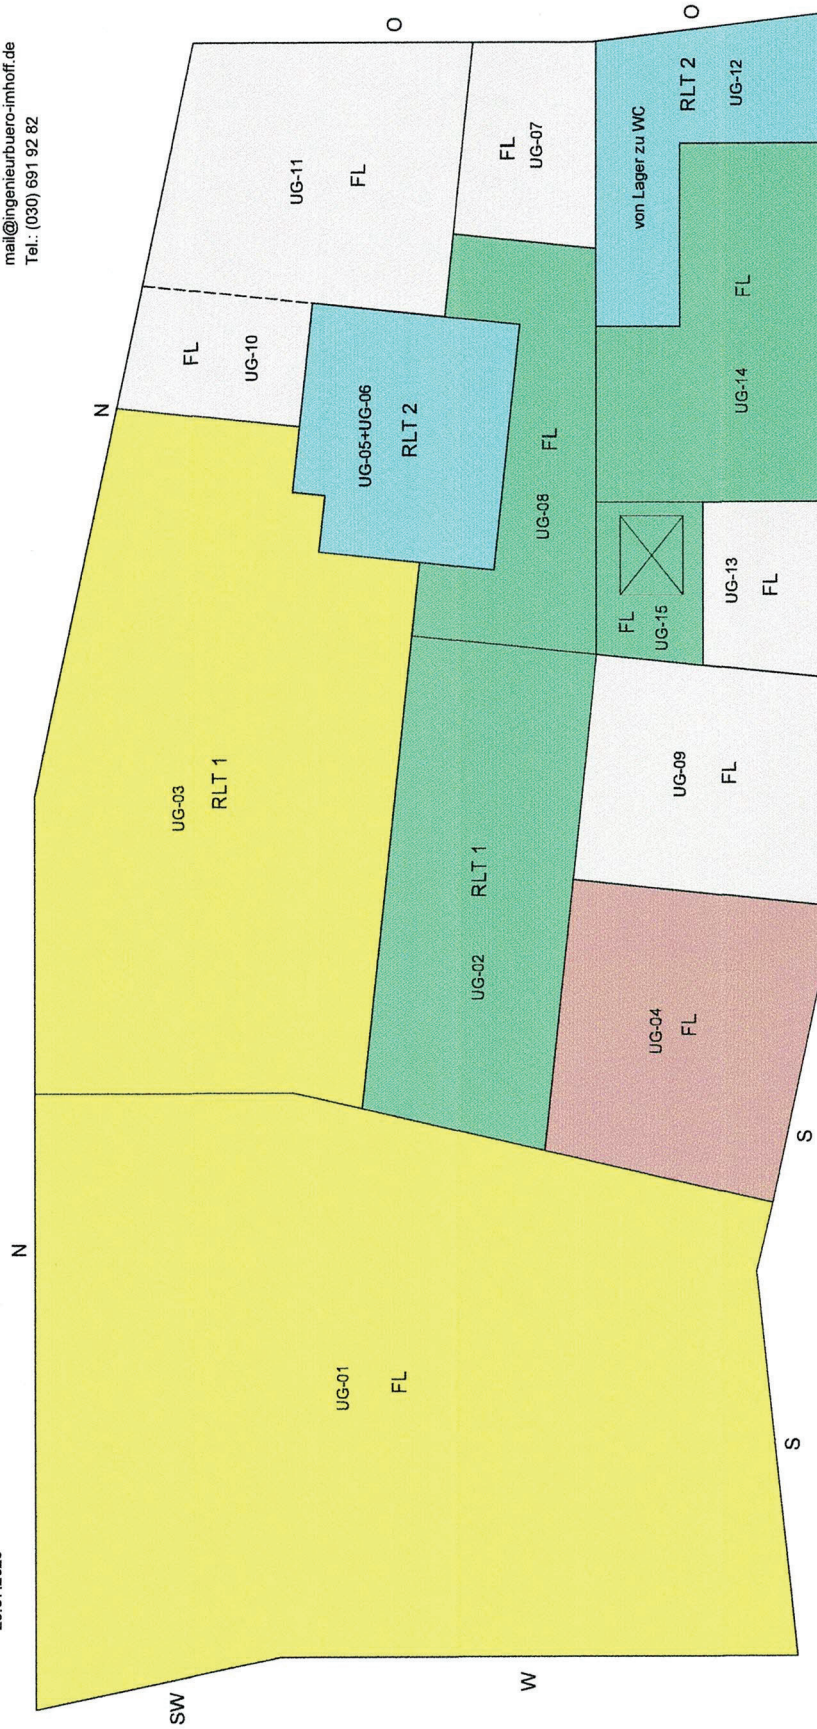 mail@ingenieurbuero-imhoff.de
Tel.: (030) 691 92 82
N
N
SW
W
S
S
O
O
UG-01
FL
UG-03
RLT 1
UG-02
RLT 1
UG-04
FL
UG-09
FL
UG-10
FL
UG-11
FL
UG-05+UG-06
RLT 2
FL
UG-07
UG-08
FL
von Lager zu WC
RLT 2
UG-12
UG-14
FL
FL
UG-15
UG-13
FL